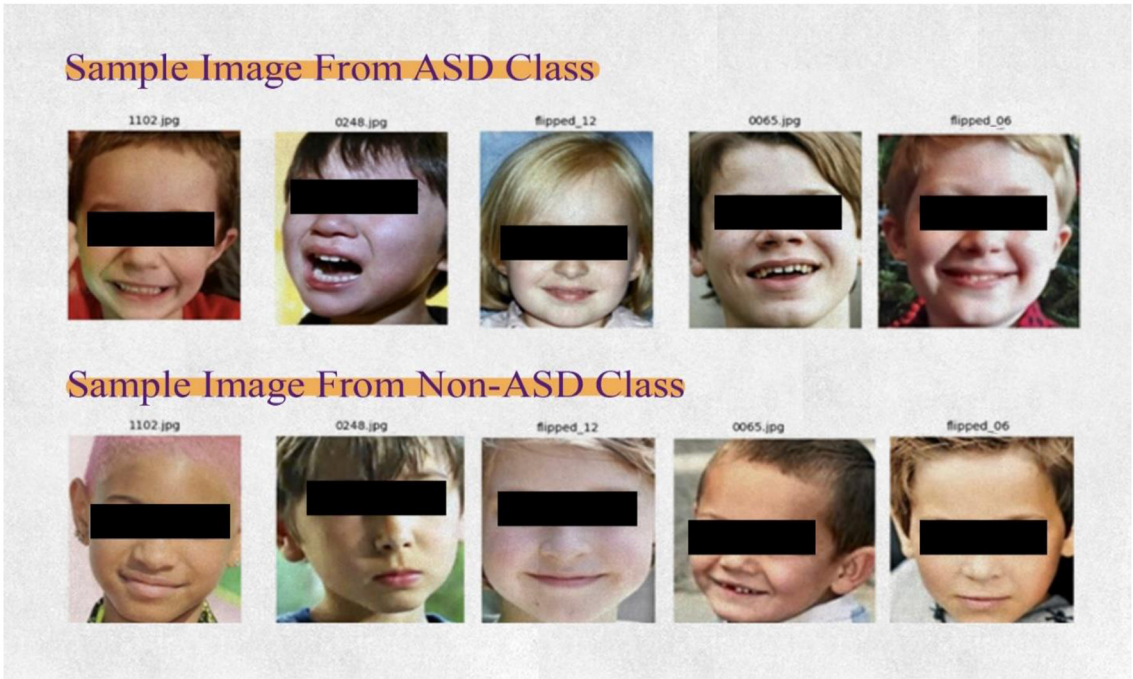 Sample Image From ASD Class
1102.jpg 0248.jpg flipped_12 0065.jpg flipped_06
Sample Image From Non-ASD Class
1102.jpg 0248.jpg flipped_12 0065.jpg flipped_06